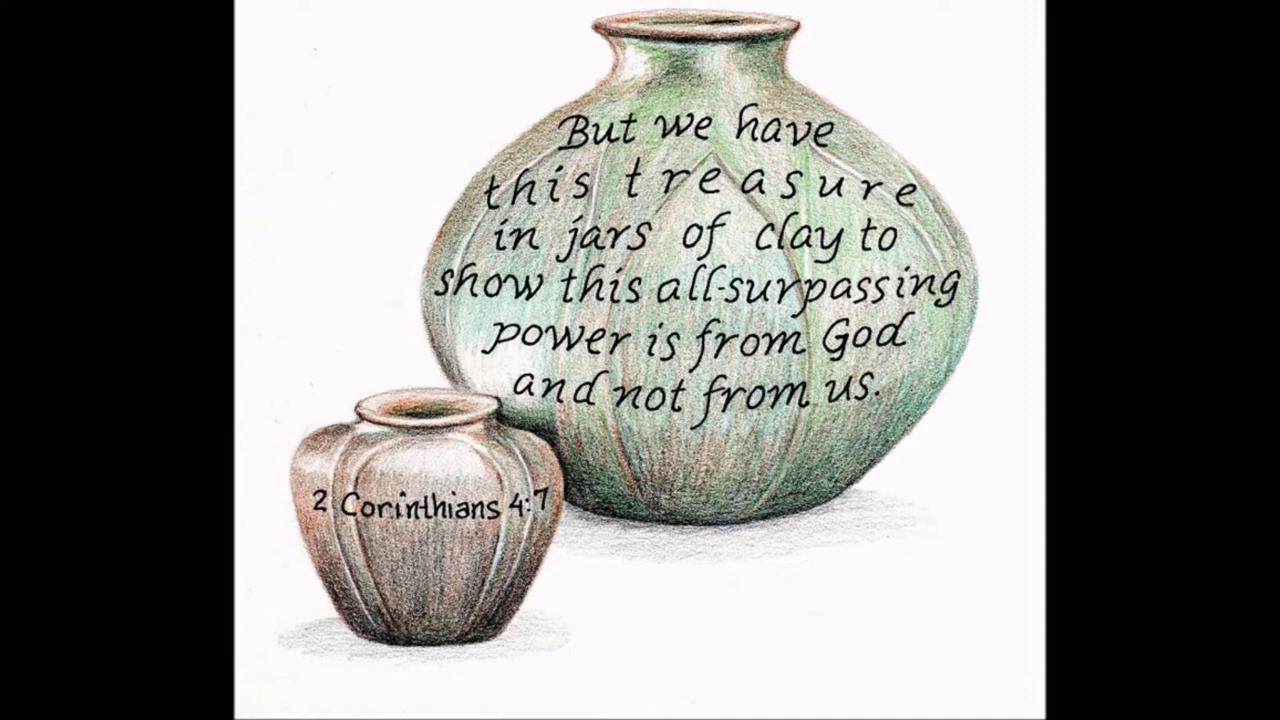 But we have
this treasure
in jars of clay to
show this all-surpassing
power is from God
and not from us.
2 Corinthians 4:7